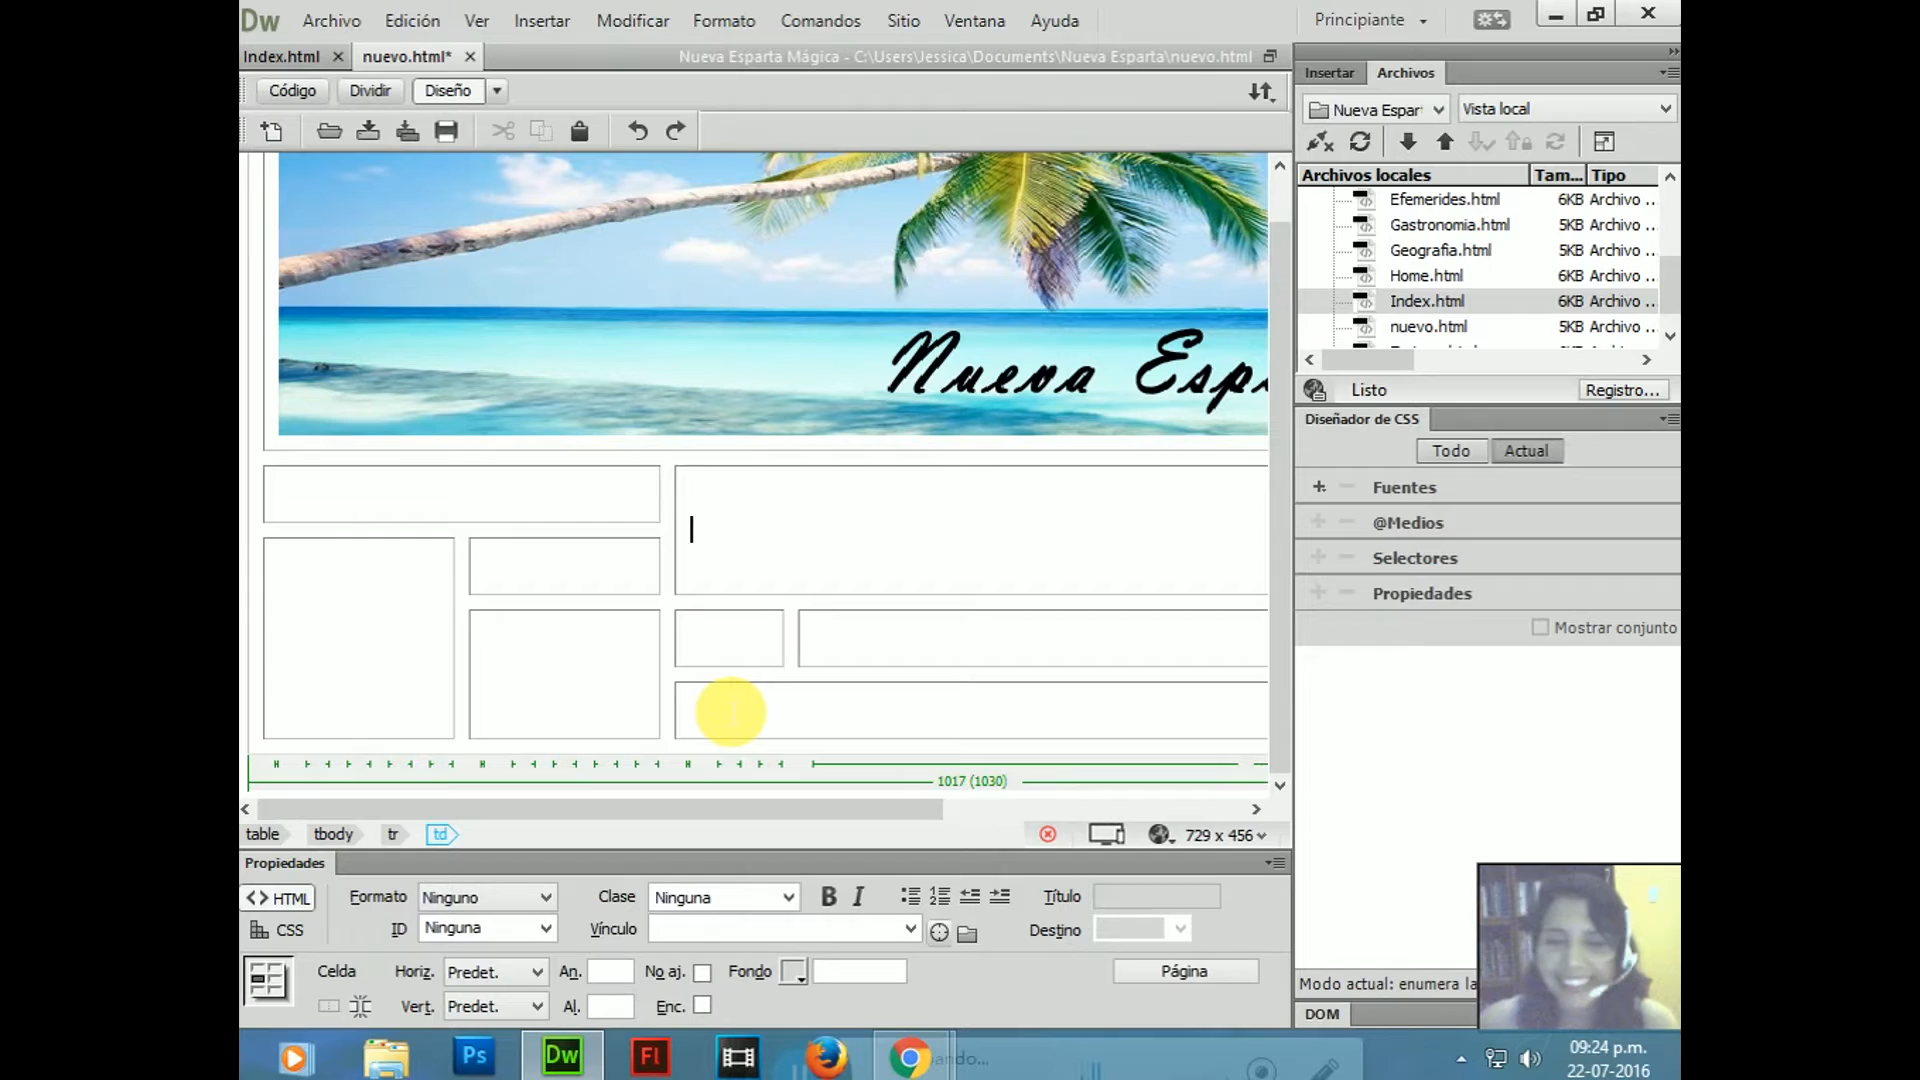 Dw Archivo Edición Ver Insertar Modificar Formato Comandos Sitio Ventana Ayuda Principiante
Index.html nuevo.html* Nueva Esparta Mágica - C:\Users\Jessica\Documents\Nueva Esparta\nuevo.html
Código Dividir Diseño
Nueva Esp
1017 (1030)
table tbody tr td 729 x 456
Propiedades
HTML Formato Ninguno Clase Ninguna B I Título
CSS ID Ninguna Vínculo Destino
Celda Horiz. Predet. An. No aj. Fondo Página
Vert. Predet. Al. Enc.
Insertar Archivos
Nueva Espar Vista local
Archivos locales Tam... Tipo
Efemerides.html 6KB Archivo ..
Gastronomia.html 5KB Archivo ..
Geografia.html 5KB Archivo ..
Home.html 6KB Archivo ..
Index.html 6KB Archivo ..
nuevo.html 5KB Archivo ..
Listo Registro...
Diseñador de CSS
Todo Actual
Fuentes
@Medios
Selectores
Propiedades
Mostrar conjunto
Modo actual: enumera la
DOM
Ps Dw Fl
09:24 p.m.
22-07-2016